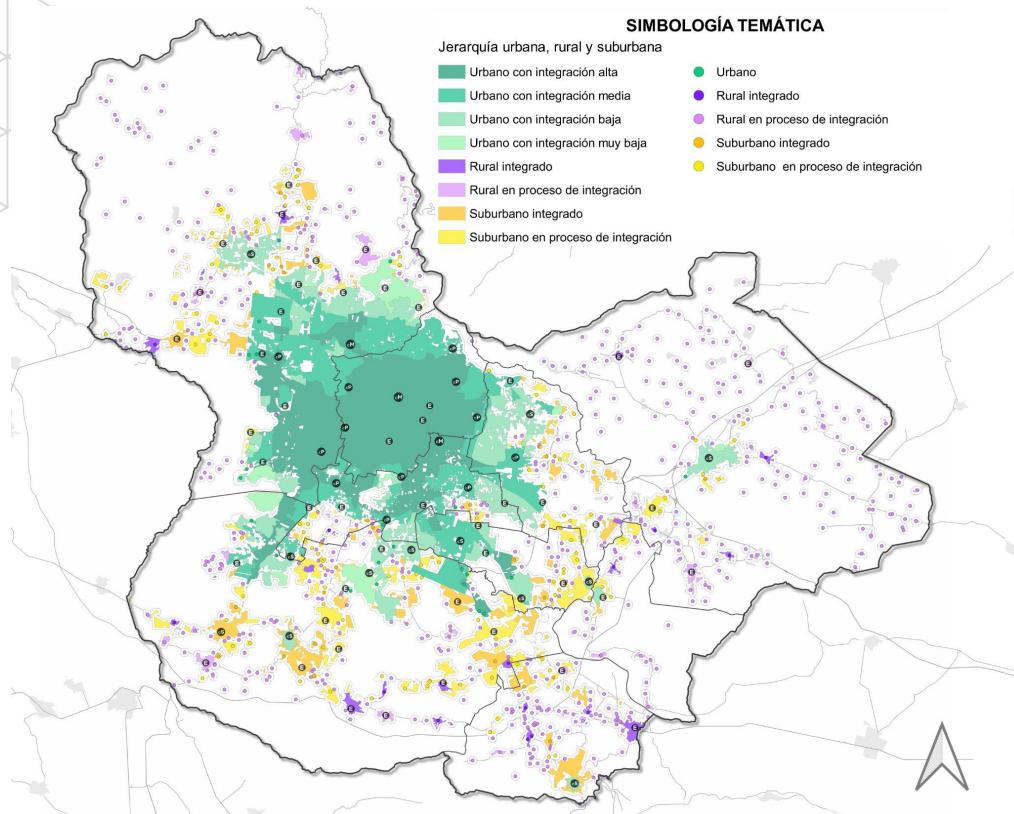 SIMBOLOGÍA TEMÁTICA
Jerarquía urbana, rural y suburbana
Urbano con integración alta
Urbano con integración media
Urbano con integración baja
Urbano con integración muy baja
Rural integrado
Rural en proceso de integración
Suburbano integrado
Suburbano en proceso de integración
Urbano
Rural integrado
Rural en proceso de integración
Suburbano integrado
Suburbano en proceso de integración